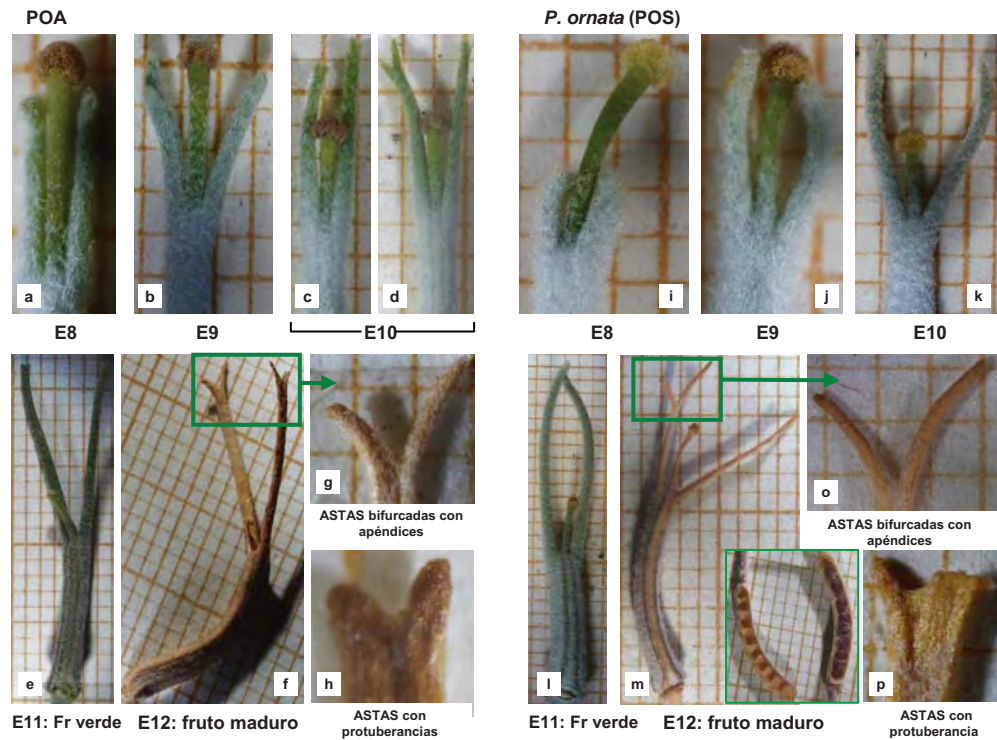 POA
P. ornata (POS)
a
b
c
d
i
j
k
E8
E9
E10
E8
E9
E10
g
ASTAS bifurcadas con
apéndices
o
ASTAS bifurcadas con
apéndices
e
f
h
l
m
p
E11: Fr verde
E12: fruto maduro
ASTAS con
protuberancias
E11: Fr verde
E12: fruto maduro
ASTAS con
protuberancia